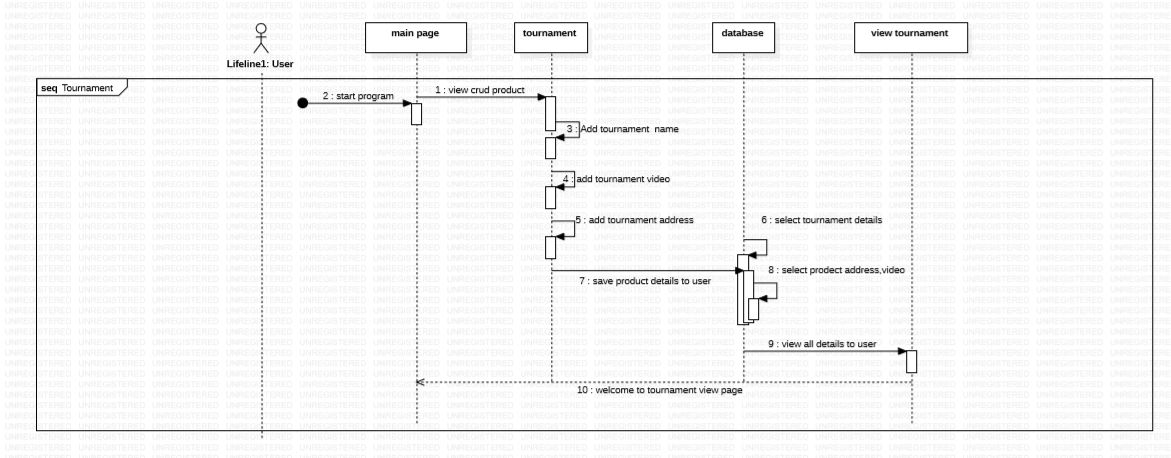 main page
tournament
database
view tournament
Lifeline1: User
seq Tournament
1 : view crud product
2 : start program
3 : Add tournament name
4 : add tournament video
5 : add tournament address
6 : select tournament details
8 : select prodect address,video
7 : save product details to user
9 : view all details to user
10 : welcome to tournament view page
UNREGISTERED